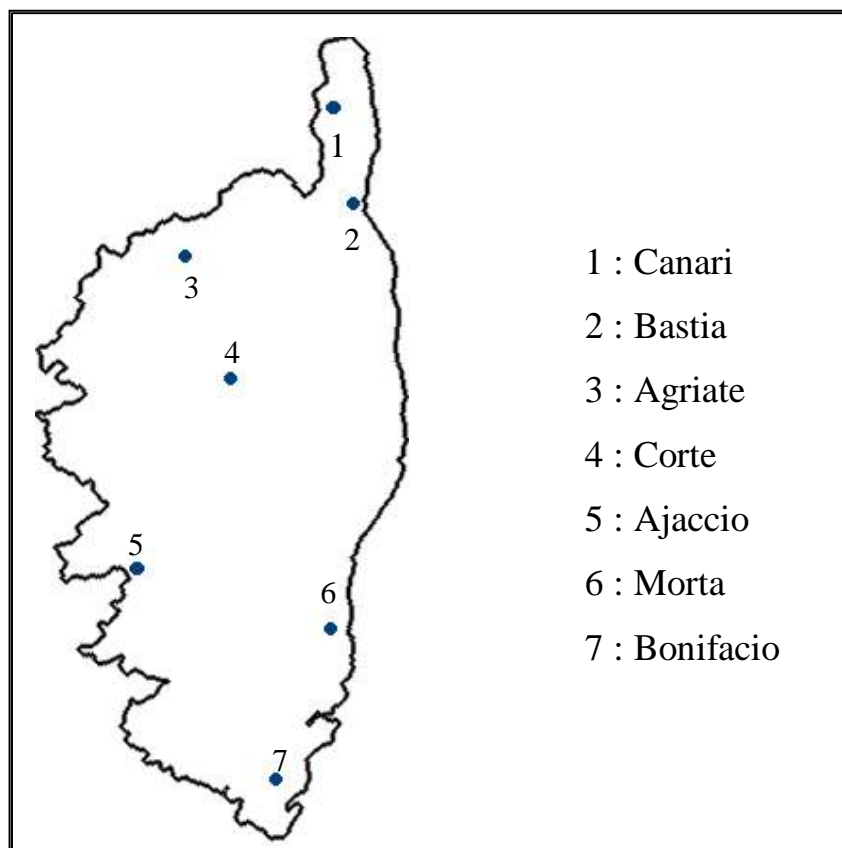 1
2
3
4
5
6
7
1 : Canari
2 : Bastia
3 : Agriate
4 : Corte
5 : Ajaccio
6 : Morta
7 : Bonifacio